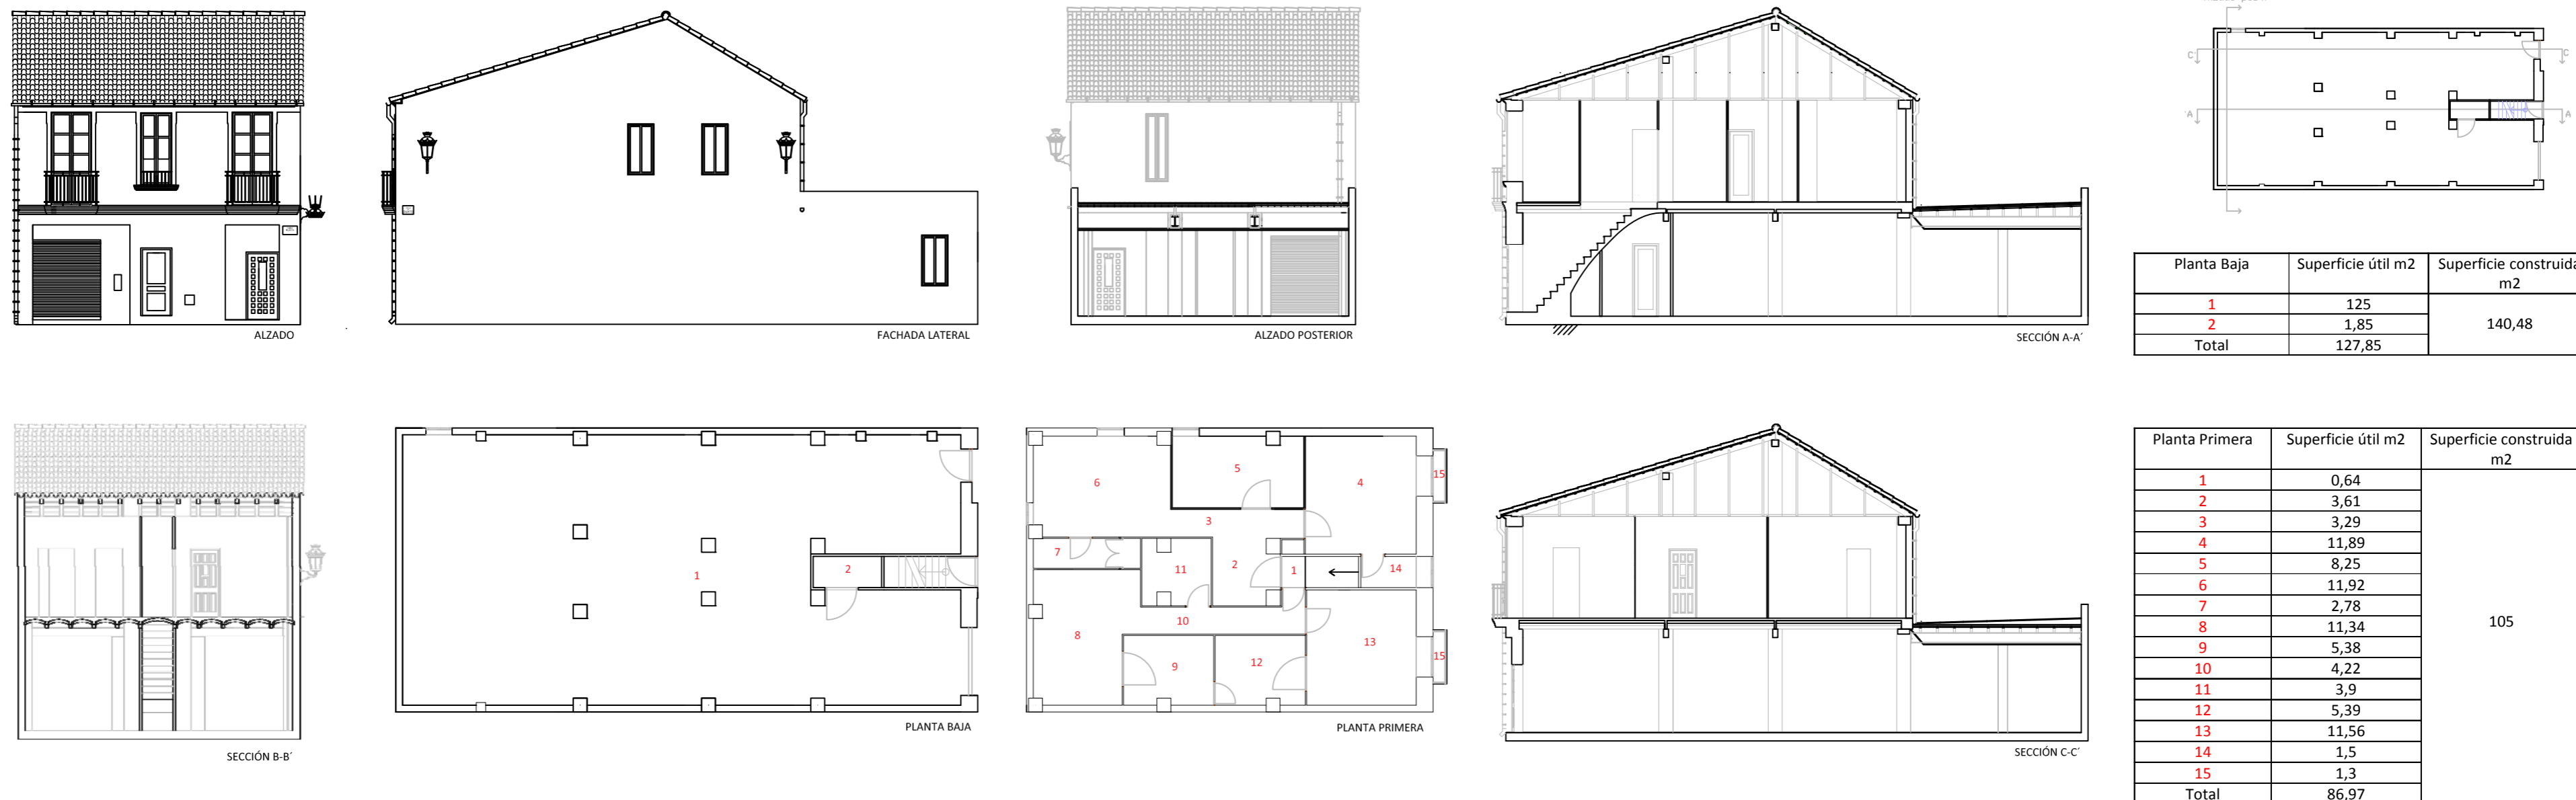 ALZADO
FACHADA LATERAL
ALZADO POSTERIOR
SECCIÓN A-A´
C
C
A
A
Planta Baja Superficie útil m2 Superficie construida m2
1 125 140,48
2 1,85
Total 127,85
SECCIÓN B-B´
1
2
PLANTA BAJA
15
5
4
6
3
7
11
2
1
14
10
8
13
9
12
15
PLANTA PRIMERA
SECCIÓN C-C´
Planta Primera Superficie útil m2 Superficie construida m2
1 0,64 105
2 3,61
3 3,29
4 11,89
5 8,25
6 11,92
7 2,78
8 11,34
9 5,38
10 4,22
11 3,9
12 5,39
13 11,56
14 1,5
15 1,3
Total 86,97